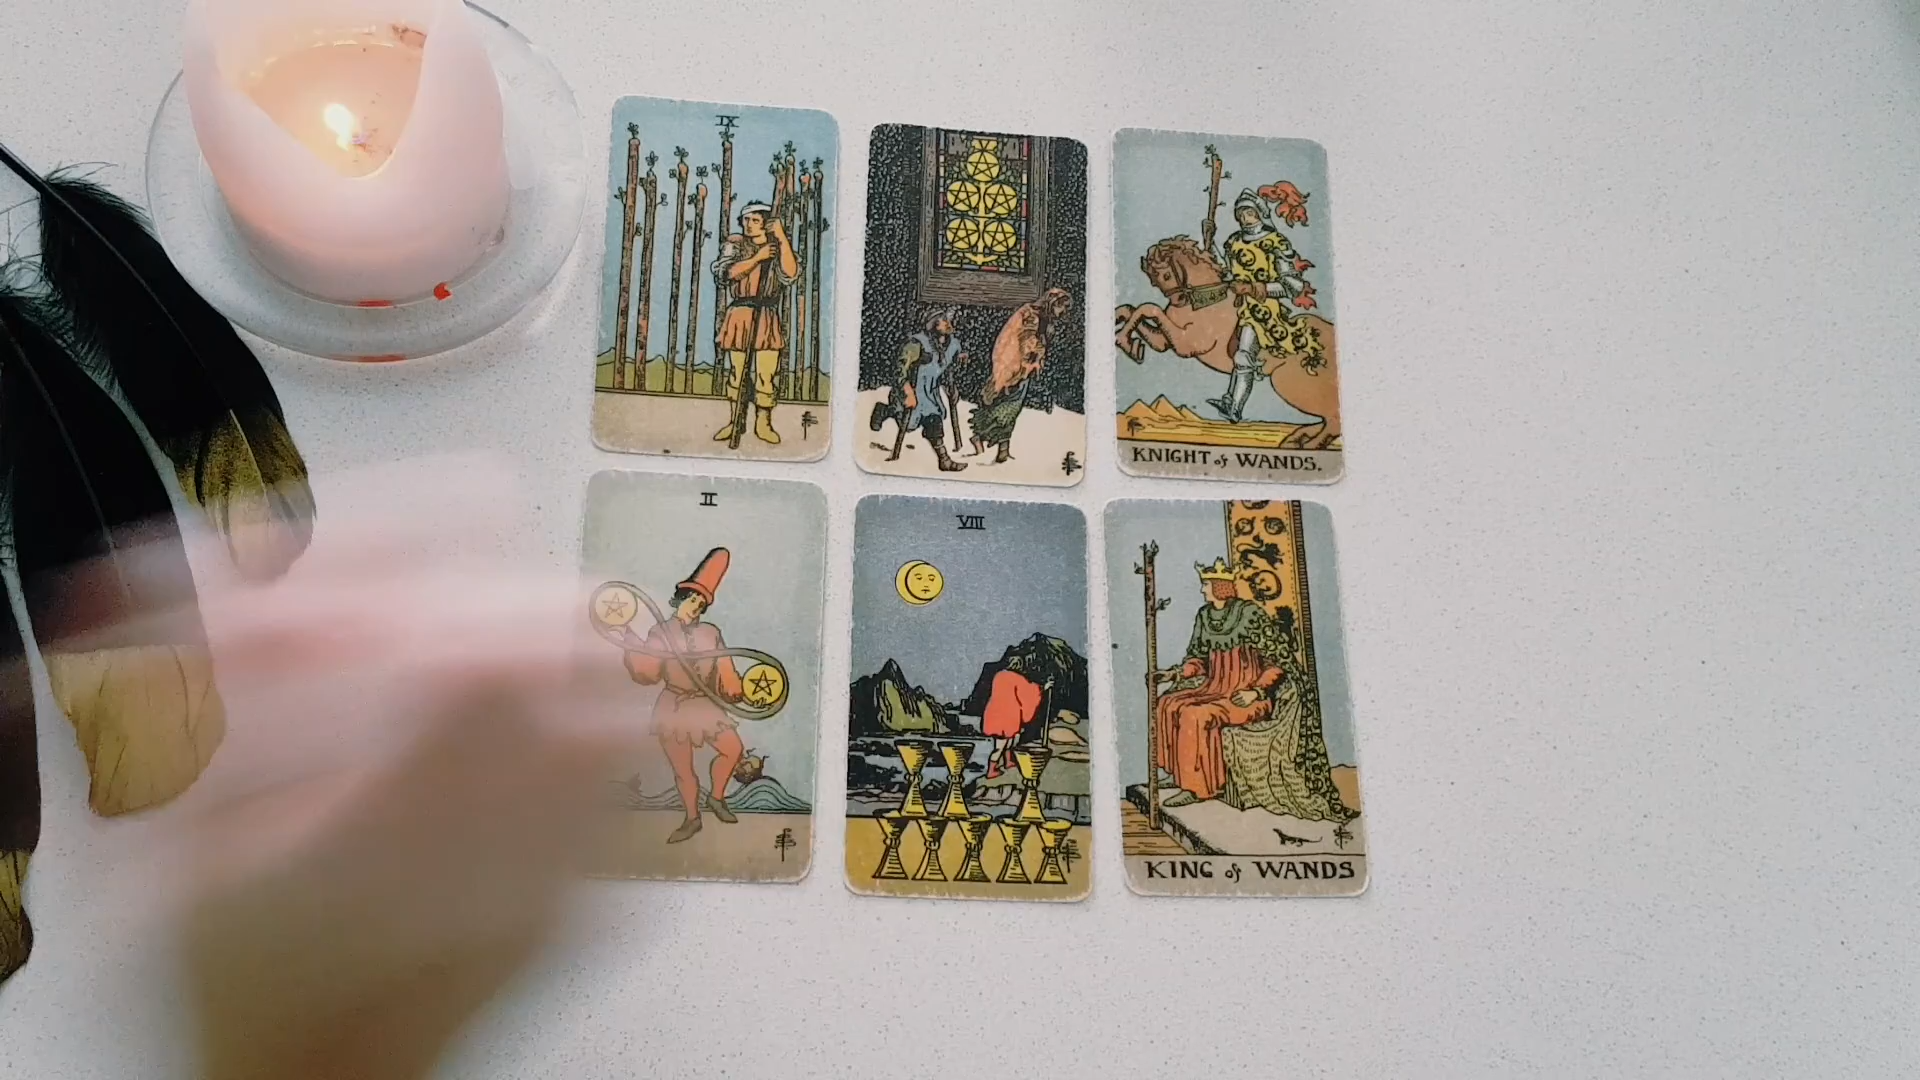 IX
KNIGHT of WANDS.
II
VIII
KING of WANDS